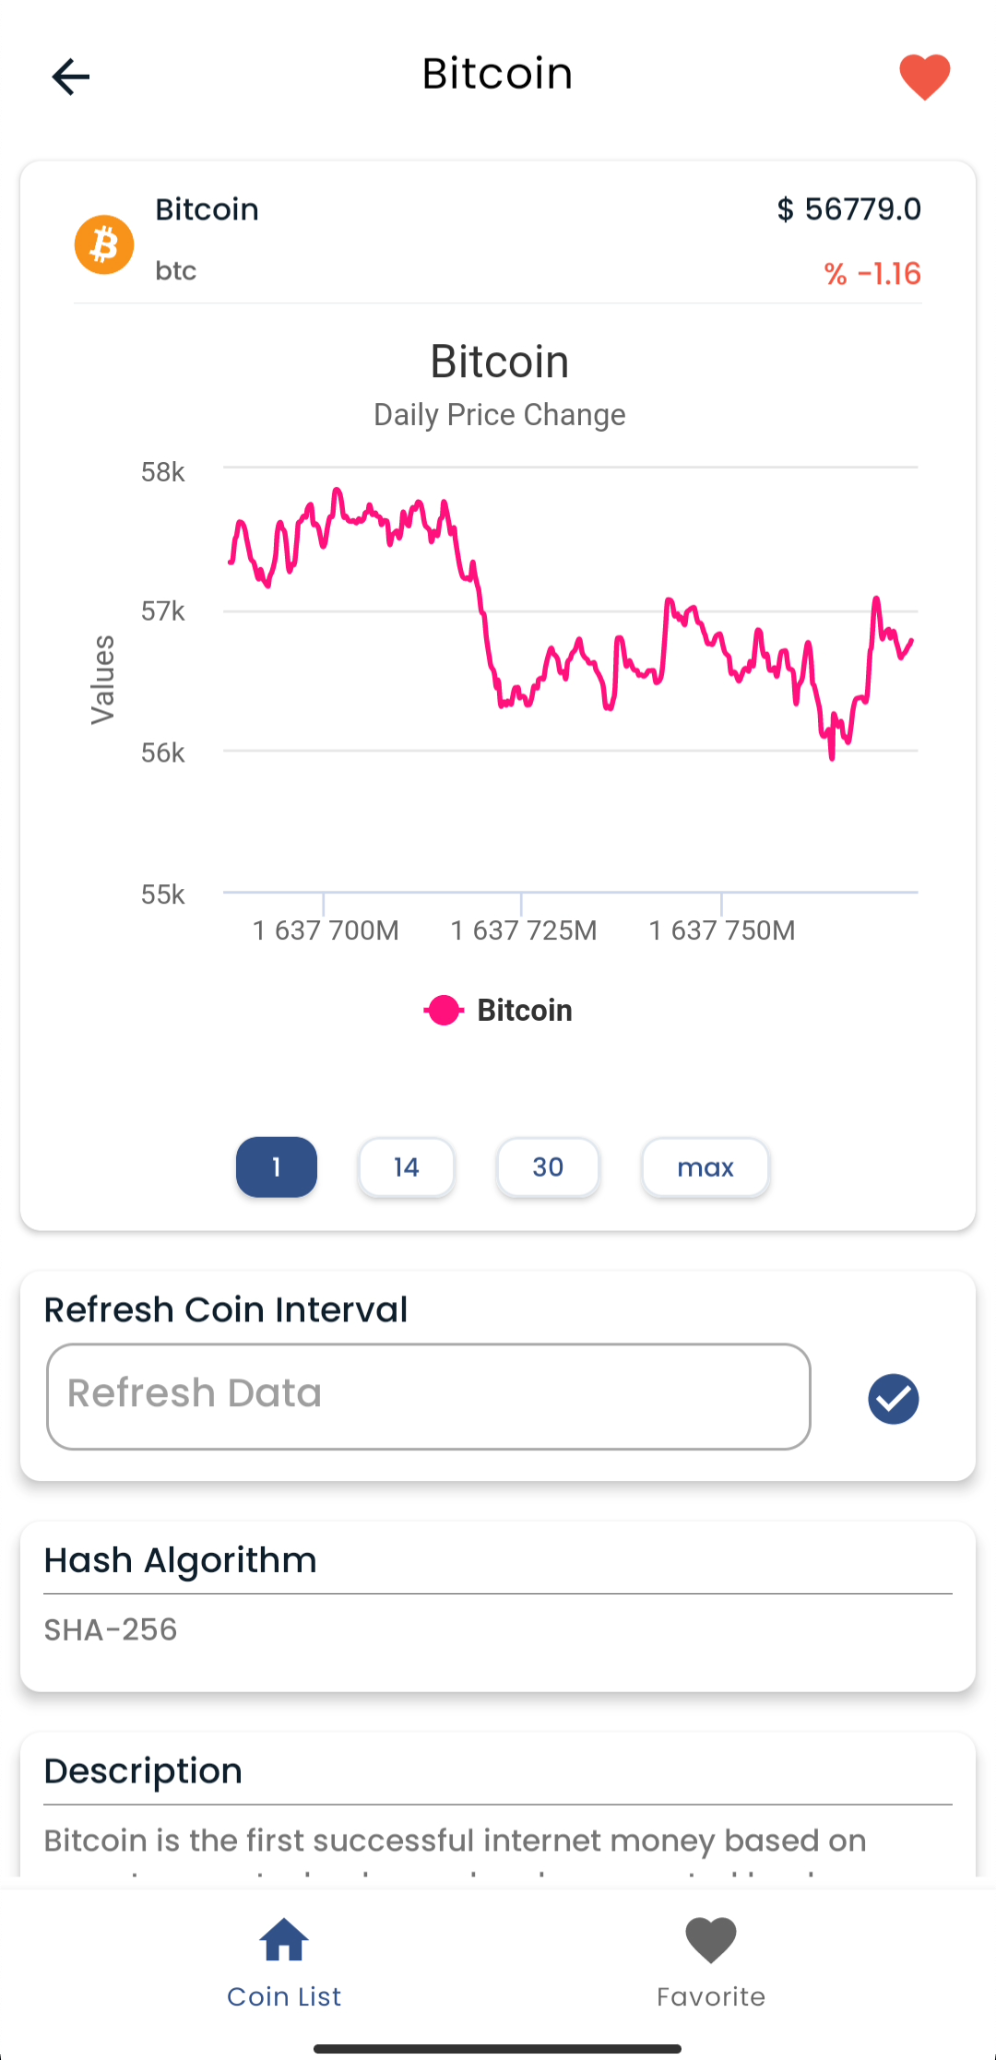 Bitcoin
Bitcoin
$ 56779.0
btc
% -1.16
Bitcoin
Daily Price Change
58k
57k
56k
55k
Values
1 637 700M
1 637 725M
1 637 750M
Bitcoin
1
14
30
max
Refresh Coin Interval
Refresh Data
Hash Algorithm
SHA-256
Description
Bitcoin is the first successful internet money based on
Coin List
Favorite